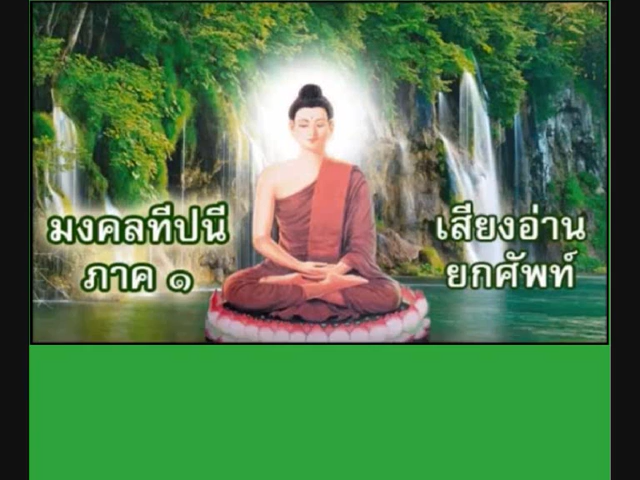 มงคลทีปนี
ภาค ๑
เสียงอ่าน
ยกศัพท์